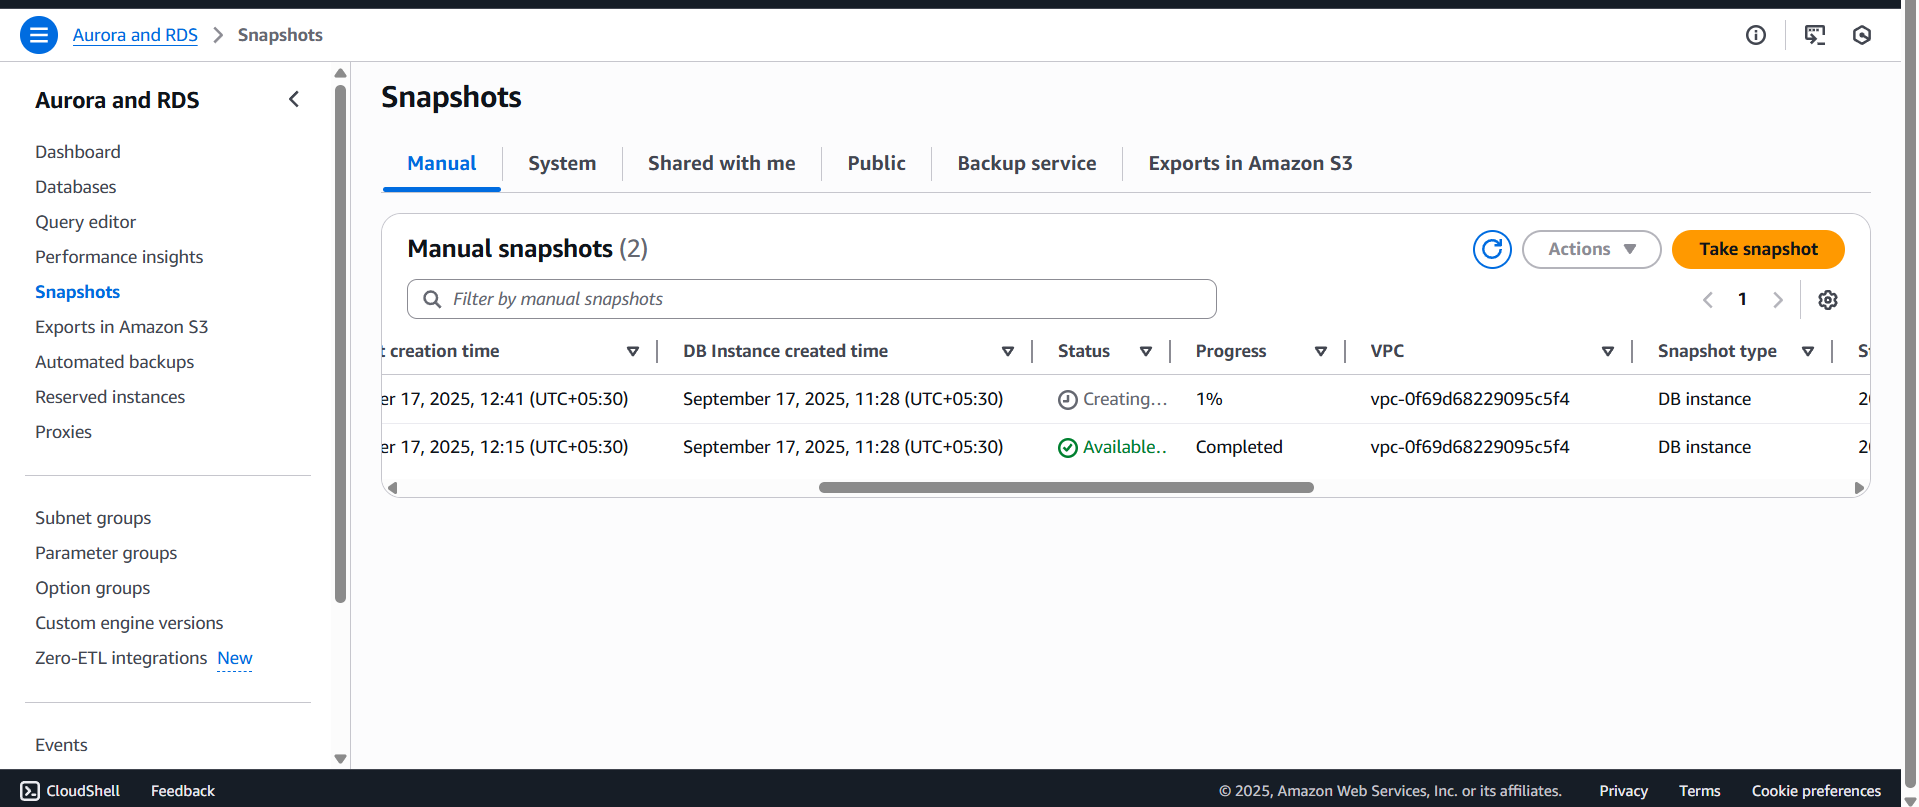 Aurora and RDS > Snapshots
Aurora and RDS
Dashboard
Databases
Query editor
Performance insights
Snapshots
Exports in Amazon S3
Automated backups
Reserved instances
Proxies
Subnet groups
Parameter groups
Option groups
Custom engine versions
Zero-ETL integrations New
Events
Snapshots
Manual System Shared with me Public Backup service Exports in Amazon S3
Manual snapshots (2)
Actions Take snapshot
Filter by manual snapshots
1
t creation time DB Instance created time Status Progress VPC Snapshot type
er 17, 2025, 12:41 (UTC+05:30) September 17, 2025, 11:28 (UTC+05:30) Creating... 1% vpc-0f69d68229095c5f4 DB instance
er 17, 2025, 12:15 (UTC+05:30) September 17, 2025, 11:28 (UTC+05:30) Available.. Completed vpc-0f69d68229095c5f4 DB instance
CloudShell Feedback © 2025, Amazon Web Services, Inc. or its affiliates. Privacy Terms Cookie preferences